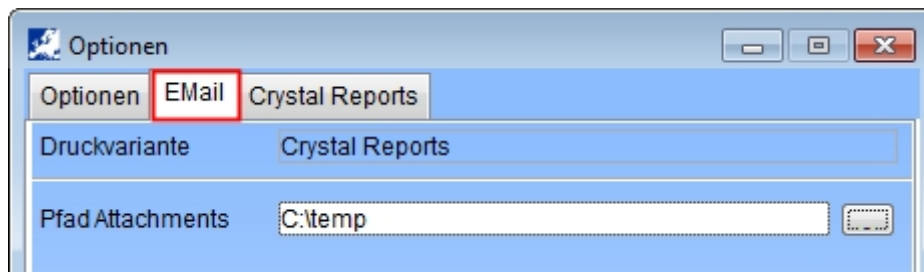 Optionen
Optionen EMail Crystal Reports
Druckvariante Crystal Reports
Pfad Attachments C:\temp
...